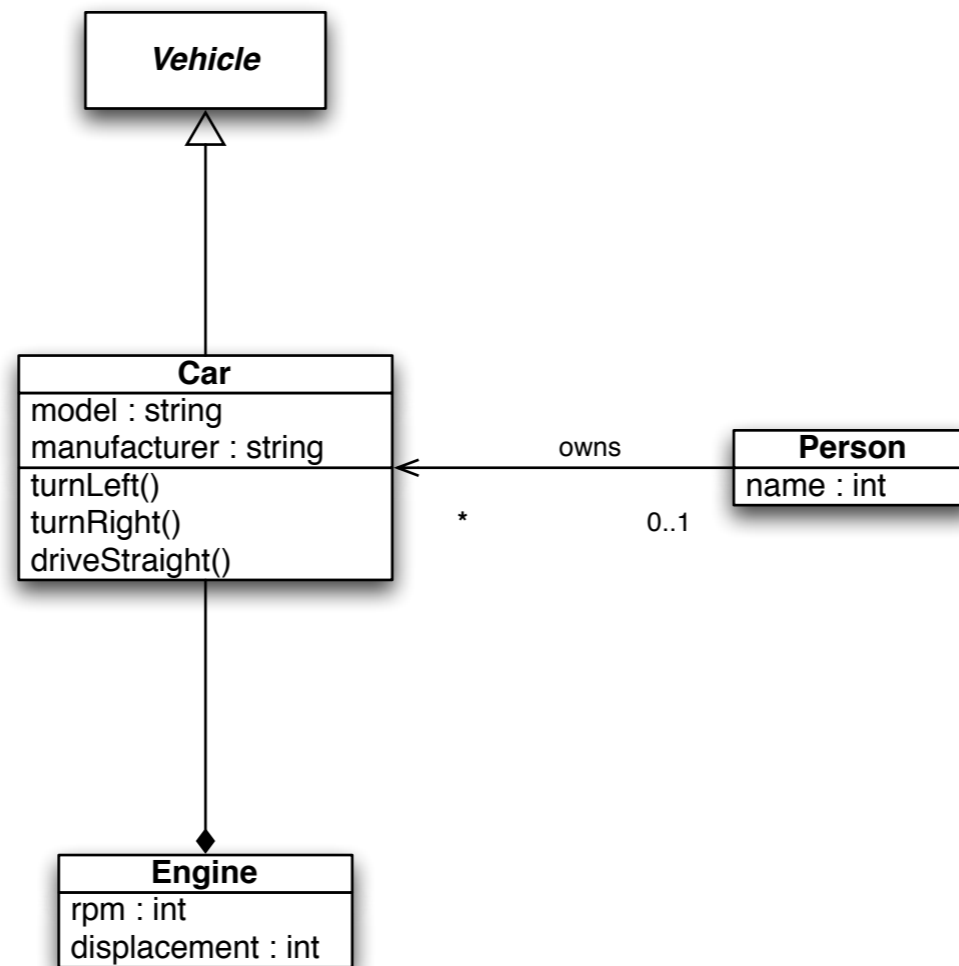 Vehicle
Car
model : string
manufacturer : string
turnLeft()
turnRight()
driveStraight()
owns
*
0..1
Person
name : int
Engine
rpm : int
displacement : int